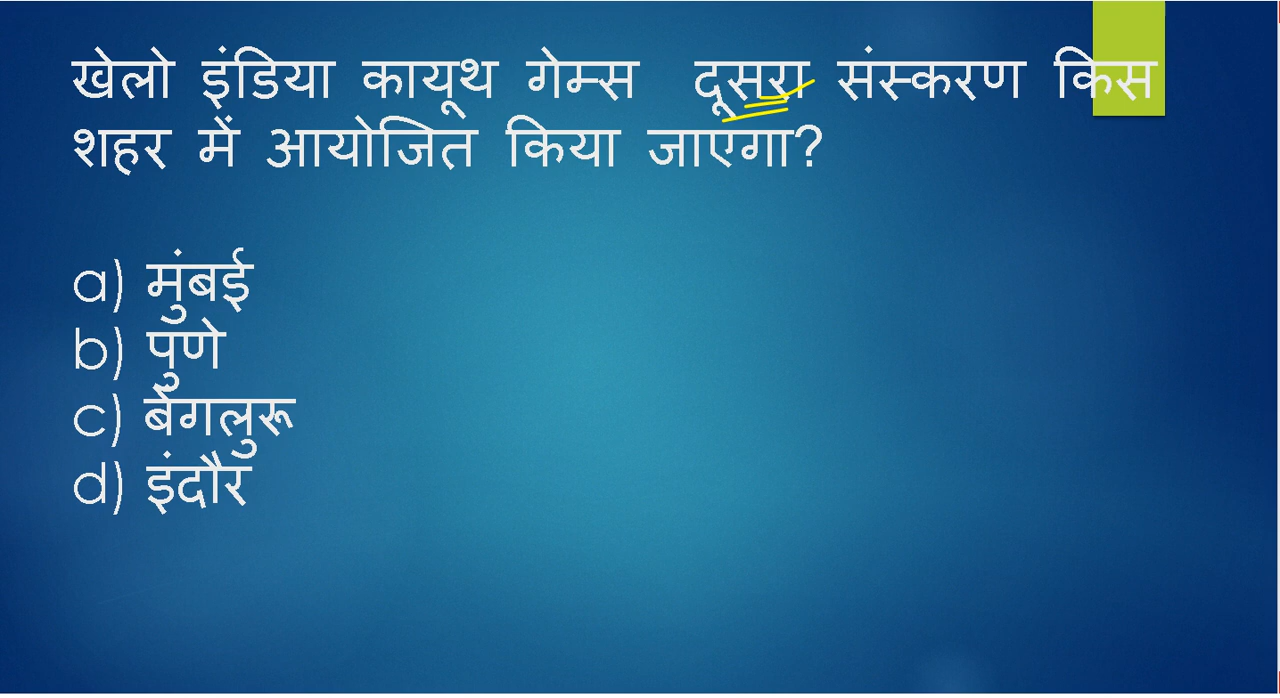 खेलो इंडिया कायूथ गेम्स दूसरा संस्करण किस
शहर में आयोजित किया जाएगा?
a) मुंबई
b) पुणे
c) बेंगलुरू
d) इंदौर